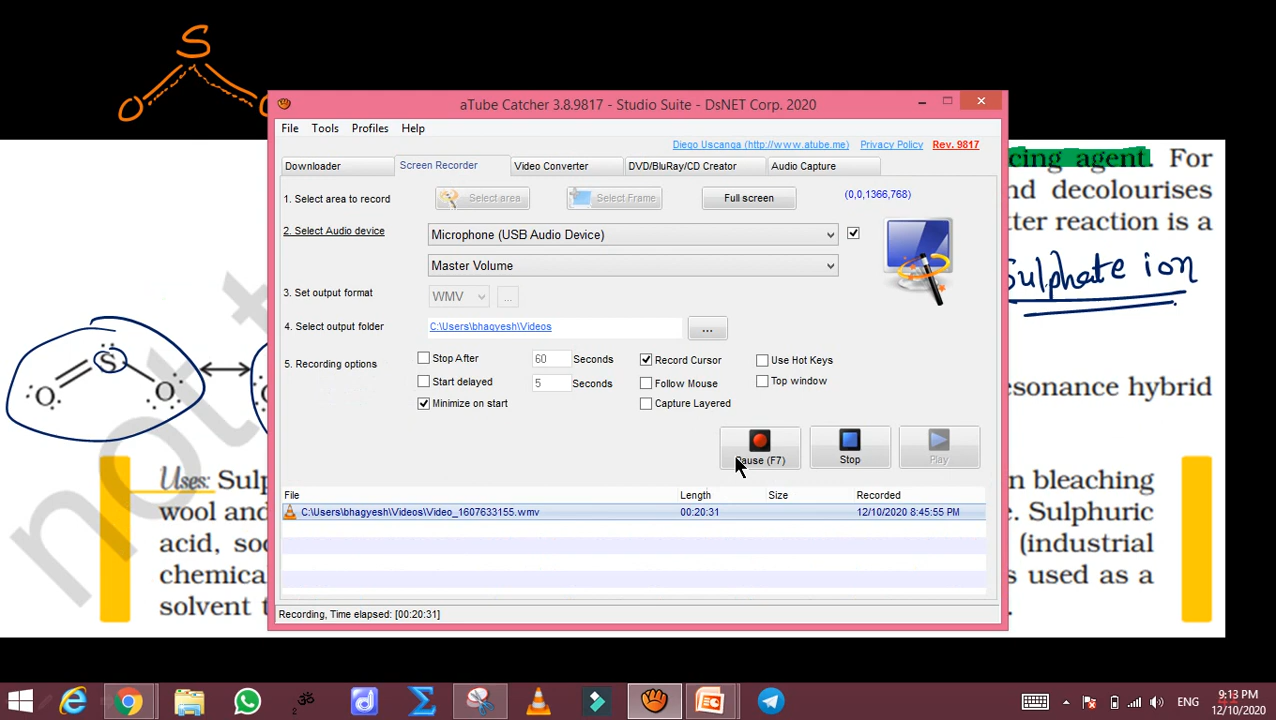 S
O
aTube Catcher 3.8.9817 - Studio Suite - DsNET Corp. 2020
File Tools Profiles Help
Diego Uscanga (http://www.atube.me) Privacy Policy Rev. 9817
Downloader Screen Recorder Video Converter DVD/BluRay/CD Creator Audio Capture
1. Select area to record Select area Select Frame Full screen (0,0,1366,768)
2. Select Audio device Microphone (USB Audio Device)
Master Volume
3. Set output format WMV ...
4. Select output folder C:\Users\bhagyesh\Videos ...
5. Recording options Stop After 60 Seconds Record Cursor Use Hot Keys
Start delayed 5 Seconds Follow Mouse Top window
Minimize on start Capture Layered
Pause (F7) Stop Play
File Length Size Recorded
C:\Users\bhagyesh\Videos\Video_1607633155.wmv 00:20:31 12/10/2020 8:45:55 PM
Recording, Time elapsed: [00:20:31]
cing agent. For
nd decolourises
tter reaction is a
Sulphate ion
S
O O
esonance hybrid
Uses: Sul n bleaching
wool and e. Sulphuric
acid, so (industrial
chemica s used as a
solvent t
not
ENG 9:13 PM
12/10/2020